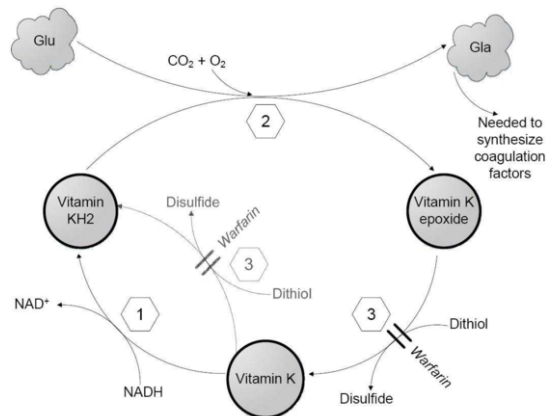 Glu
CO₂ + O₂
Gla
2
Needed to
synthesize
coagulation
factors
Vitamin
KH2
Disulfide
Warfarin
Vitamin K
epoxide
3
Dithiol
NAD⁺
1
3
Dithiol
Warfarin
NADH
Vitamin K
Disulfide